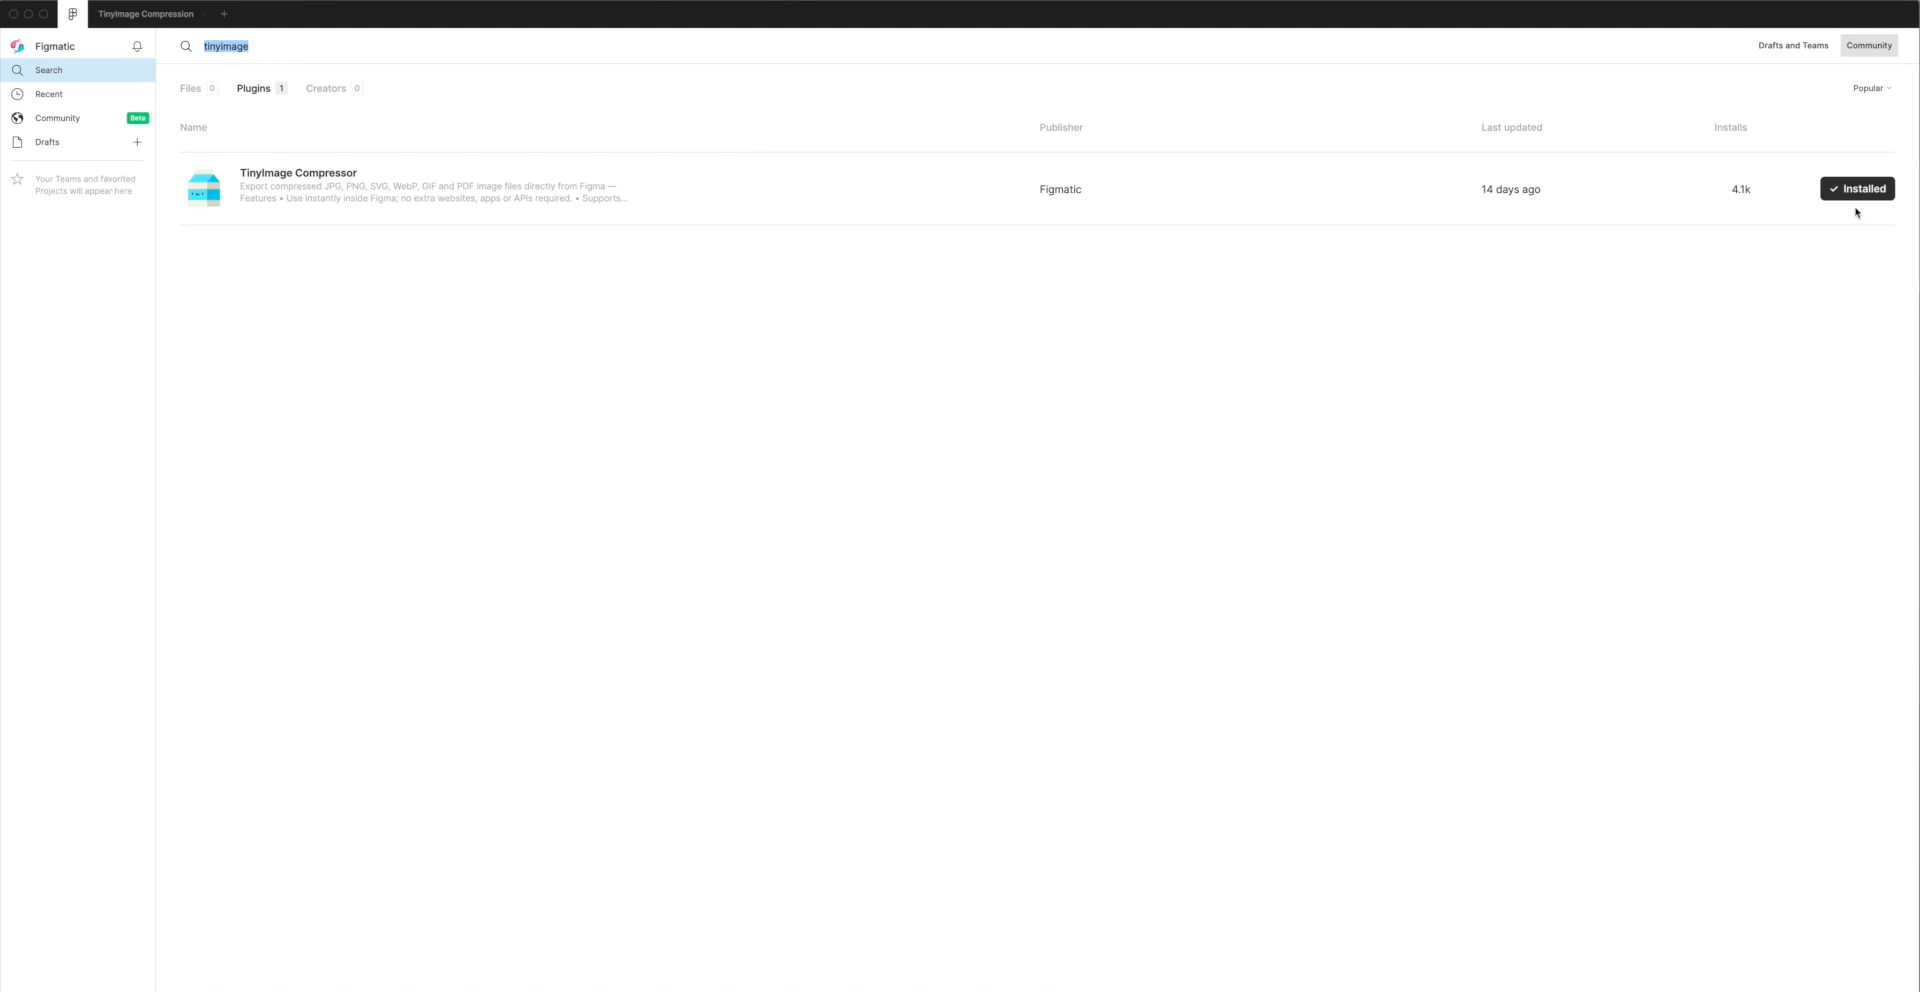 TinyImage Compression
Figmatic
tinyimage
Drafts and Teams
Community
Search
Recent
Community
Beta
Drafts
Your Teams and favorited
Projects will appear here
Files 0
Plugins 1
Creators 0
Popular
Name
Publisher
Last updated
Installs
TinyImage Compressor
Export compressed JPG, PNG, SVG, WebP, GIF and PDF image files directly from Figma —
Features • Use instantly inside Figma; no extra websites, apps or APIs required. • Supports...
Figmatic
14 days ago
4.1k
Installed